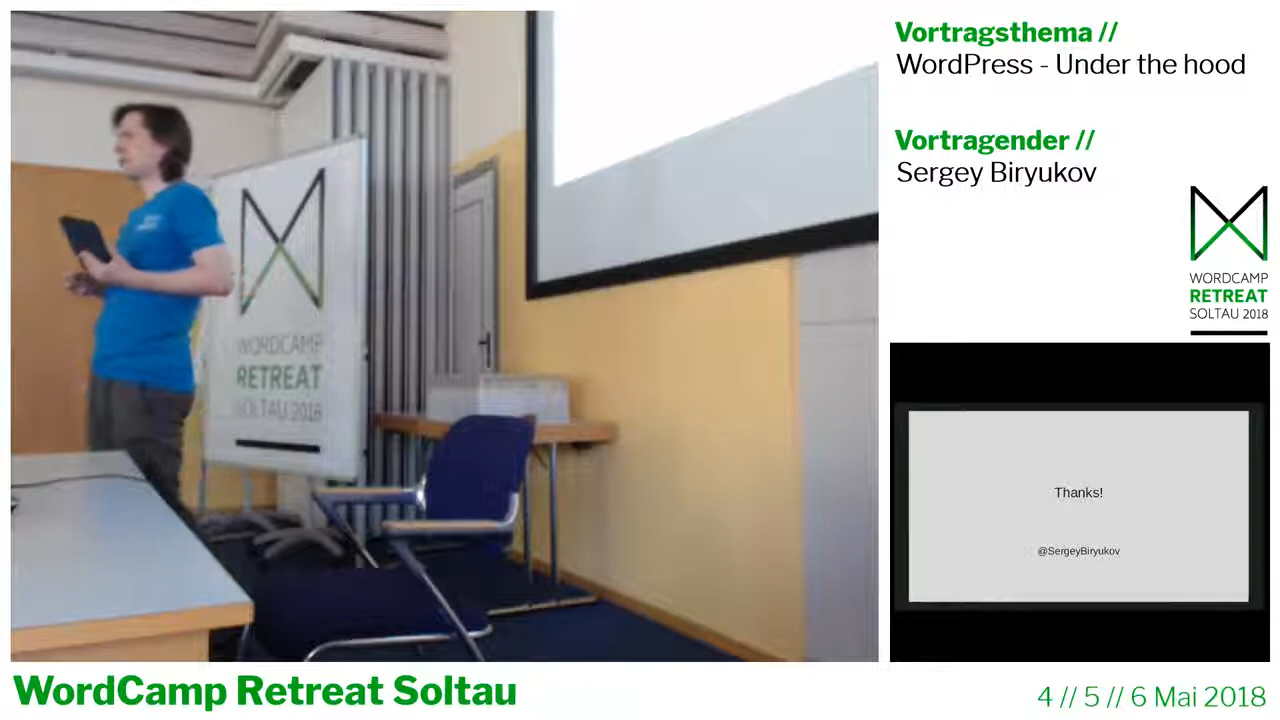 Vortragsthema //
WordPress - Under the hood
Vortragender //
Sergey Biryukov
WORDCAMP
RETREAT
SOLTAU 2018
WORDCAMP
RETREAT
SOLTAU 2018
Thanks!
@SergeyBiryukov
WordCamp Retreat Soltau
4 // 5 // 6 Mai 2018